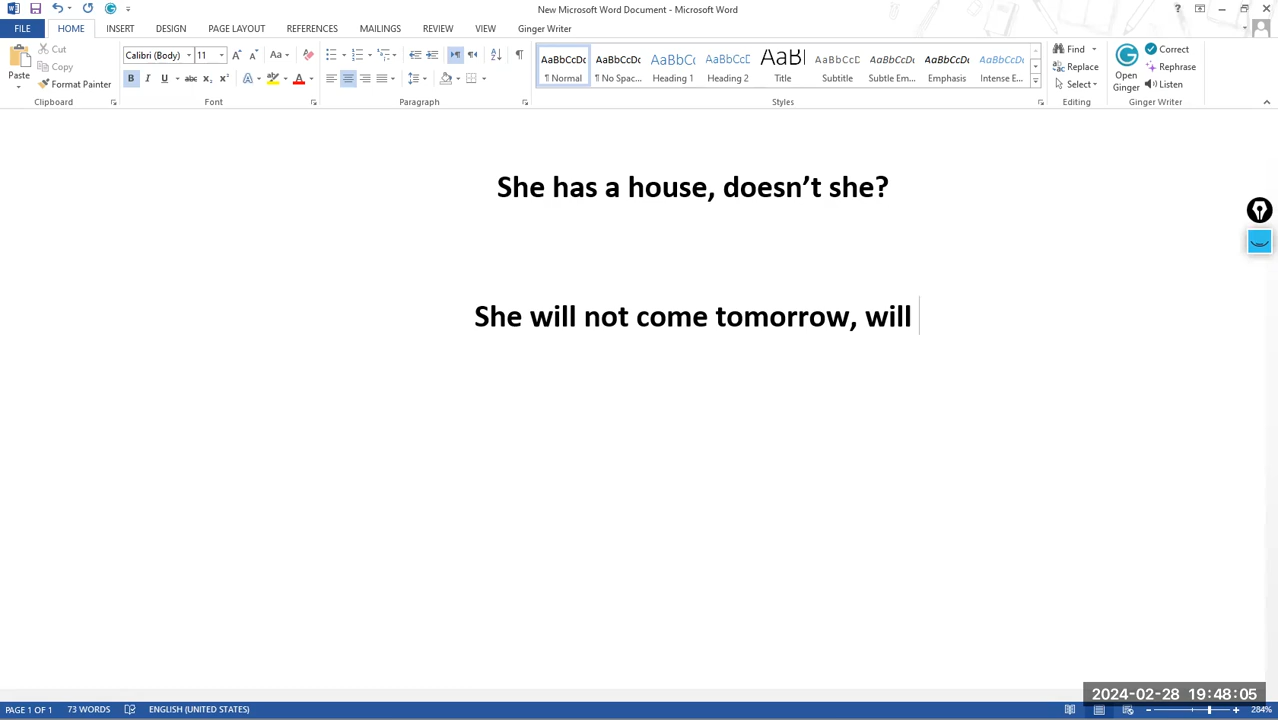 New Microsoft Word Document - Microsoft Word
FILE HOME INSERT DESIGN PAGE LAYOUT REFERENCES MAILINGS REVIEW VIEW Ginger Writer
Paste
Cut
Copy
Format Painter
Clipboard
Calibri (Body) 11
Font
Paragraph
AaBbCcDc AaBbCcDc AaBbCc AaBbCcC AaBl AaBbCcC AaBbCcDc AaBbCcDc AaBbCcDc
¶ Normal ¶ No Spac... Heading 1 Heading 2 Title Subtitle Subtle Em... Emphasis Intense E...
Styles
Find
Replace
Select
Editing
Open
Ginger
Correct
Rephrase
Listen
Ginger Writer
She has a house, doesn’t she?
She will not come tomorrow, will
2024-02-28 19:48:05
PAGE 1 OF 1 73 WORDS ENGLISH (UNITED STATES) 284%